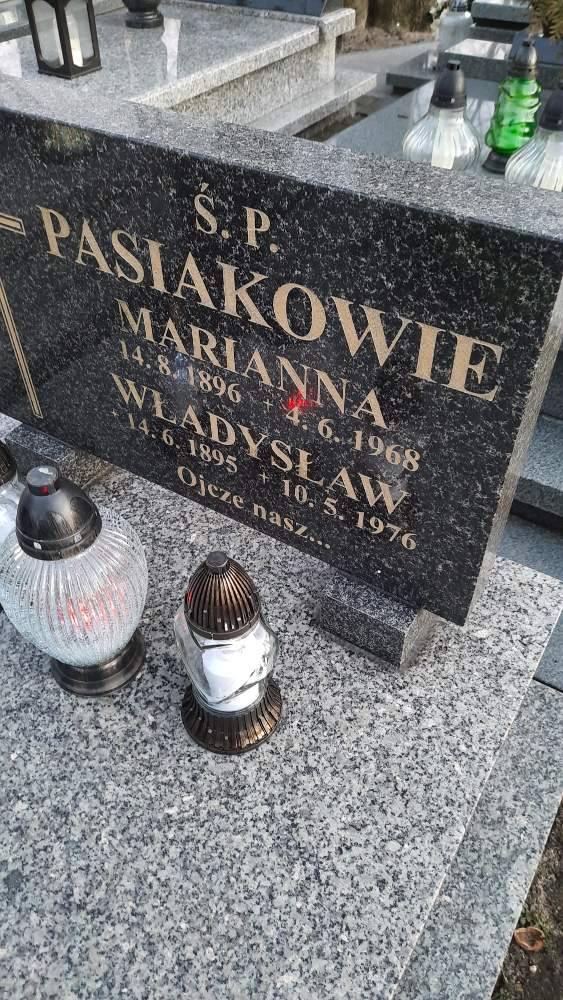 Ś. P.
PASIAKOWIE
MARIANNA
14. 8. 1896 + 4. 6. 1968
WŁADYSŁAW
14. 6. 1895 + 10. 5. 1976
Ojcze nasz...